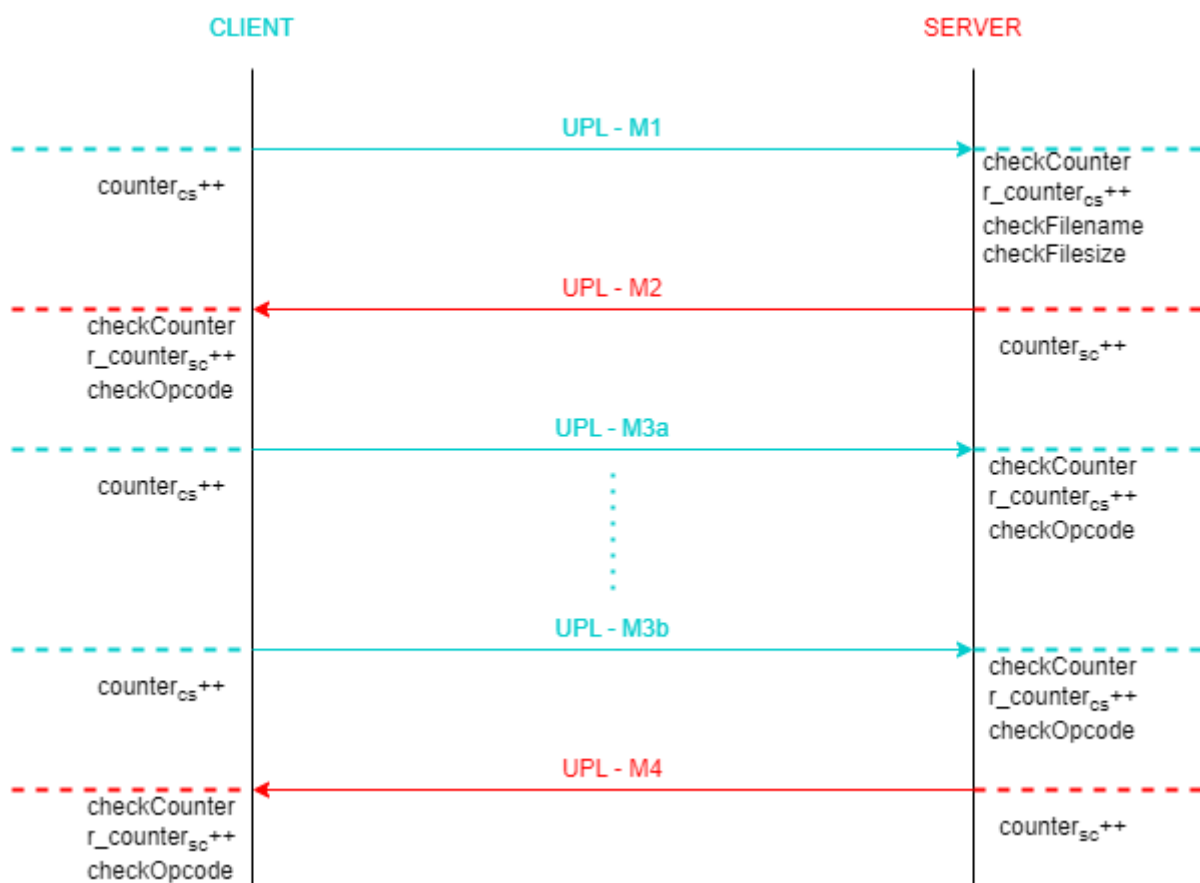 CLIENT
SERVER
UPL - M1
counter_cs++
checkCounter
r_counter_cs++
checkFilename
checkFilesize
UPL - M2
checkCounter
r_counter_sc++
checkOpcode
counter_sc++
UPL - M3a
counter_cs++
checkCounter
r_counter_cs++
checkOpcode
UPL - M3b
counter_cs++
checkCounter
r_counter_cs++
checkOpcode
UPL - M4
checkCounter
r_counter_sc++
checkOpcode
counter_sc++